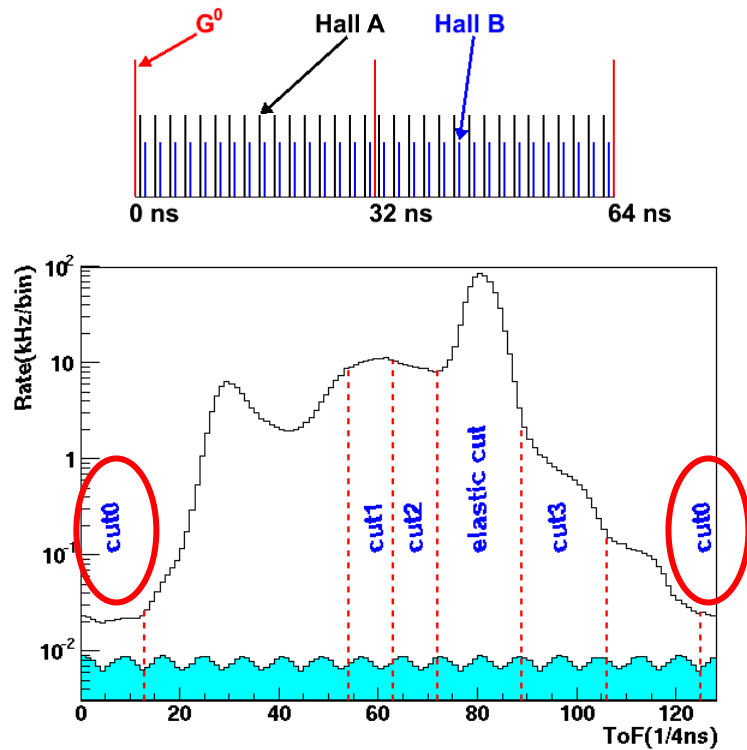 G⁰ Hall A Hall B
0 ns 32 ns 64 ns
Rate(kHz/bin)
10²
10
1
10⁻¹
10⁻²
cut0
cut1
cut2
elastic cut
cut3
cut0
0 20 40 60 80 100 120
ToF(1/4ns)